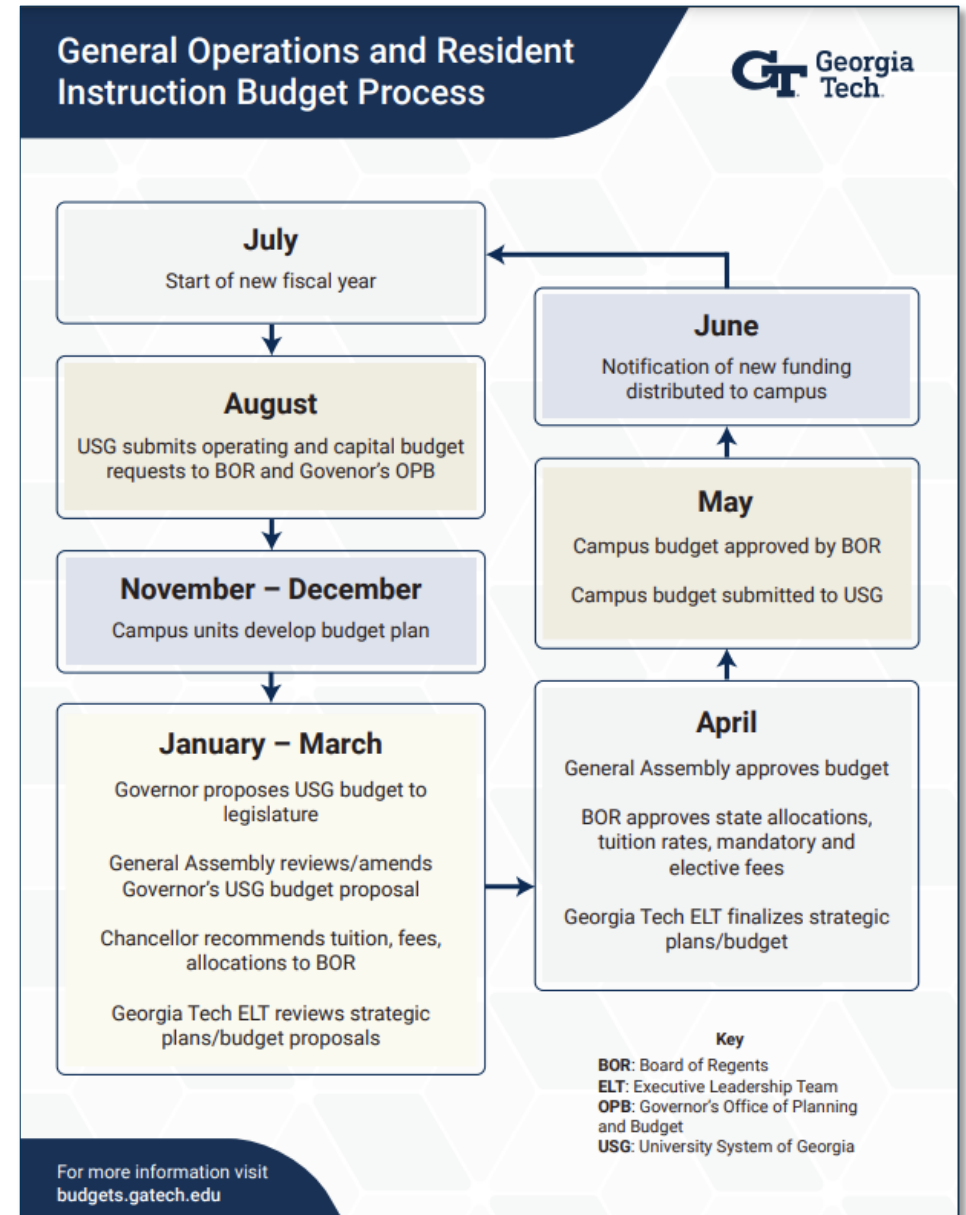 General Operations and Resident
Instruction Budget Process
GT Georgia
Tech
July
Start of new fiscal year
August
USG submits operating and capital budget
requests to BOR and Govenor's OPB
November – December
Campus units develop budget plan
January – March
Governor proposes USG budget to
legislature
General Assembly reviews/amends
Governor's USG budget proposal
Chancellor recommends tuition, fees,
allocations to BOR
Georgia Tech ELT reviews strategic
plans/budget proposals
April
General Assembly approves budget
BOR approves state allocations,
tuition rates, mandatory and
elective fees
Georgia Tech ELT finalizes strategic
plans/budget
May
Campus budget approved by BOR
Campus budget submitted to USG
June
Notification of new funding
distributed to campus
Key
BOR: Board of Regents
ELT: Executive Leadership Team
OPB: Governor's Office of Planning
and Budget
USG: University System of Georgia
For more information visit
budgets.gatech.edu